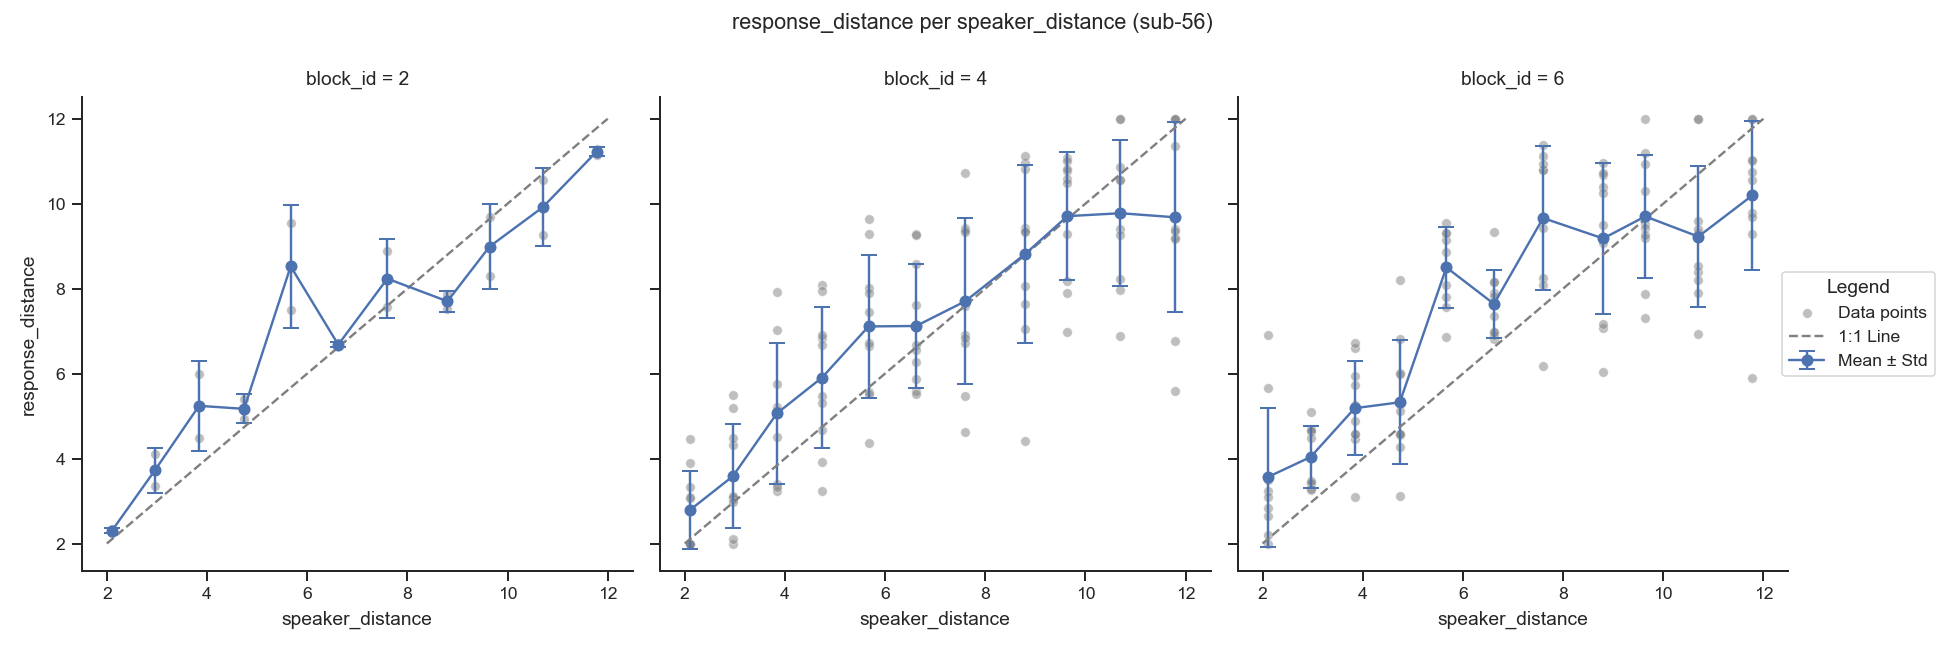 response_distance per speaker_distance (sub-56)
block_id = 2
block_id = 4
block_id = 6
response_distance
12
10
8
6
4
2
2 4 6 8 10 12
2 4 6 8 10 12
2 4 6 8 10 12
speaker_distance
speaker_distance
speaker_distance
Legend
Data points
1:1 Line
Mean ± Std